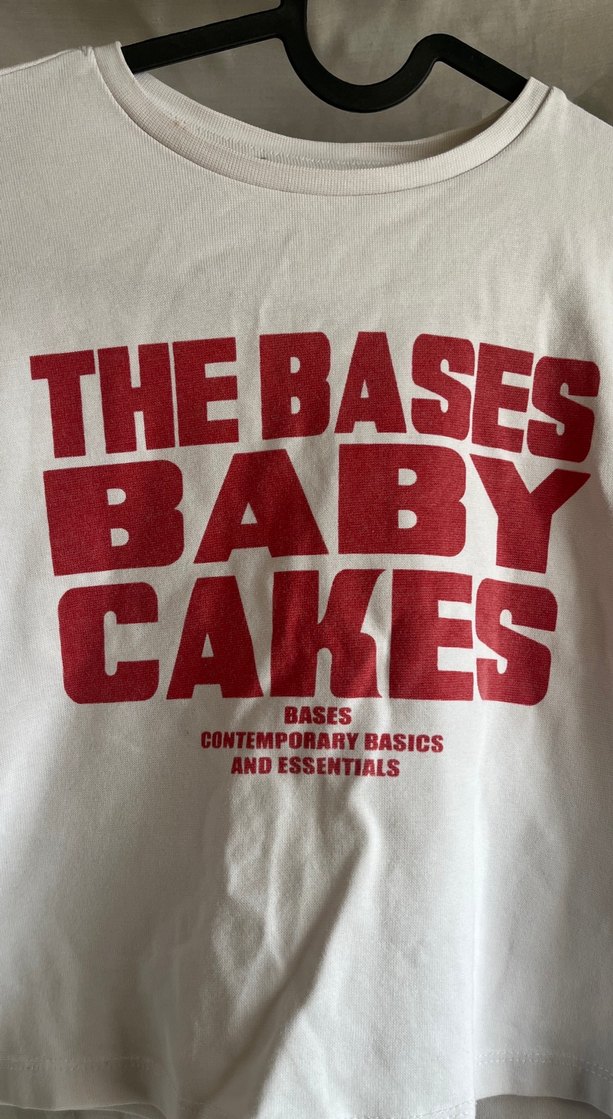 THE BASES
BABY
CAKES
BASES
CONTEMPORARY BASICS
AND ESSENTIALS